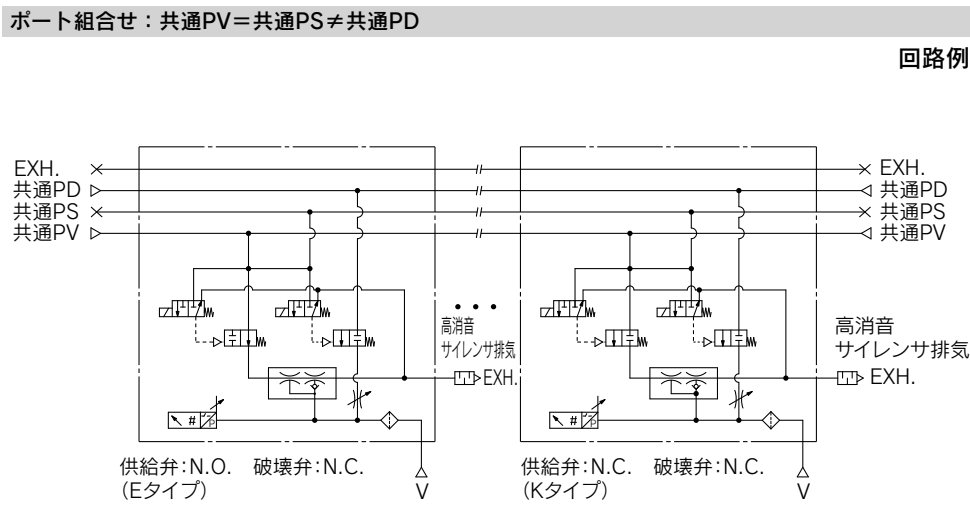 ポート組合せ：共通PV＝共通PS≠共通PD
回路例
EXH.
共通PD
共通PS
共通PV
EXH.
共通PD
共通PS
共通PV
高消音
サイレンサ排気
EXH.
高消音
サイレンサ排気
EXH.
#
P
#
P
供給弁：N.O.　破壊弁：N.C.
（Eタイプ）
V
供給弁：N.C.　破壊弁：N.C.
（Kタイプ）
V